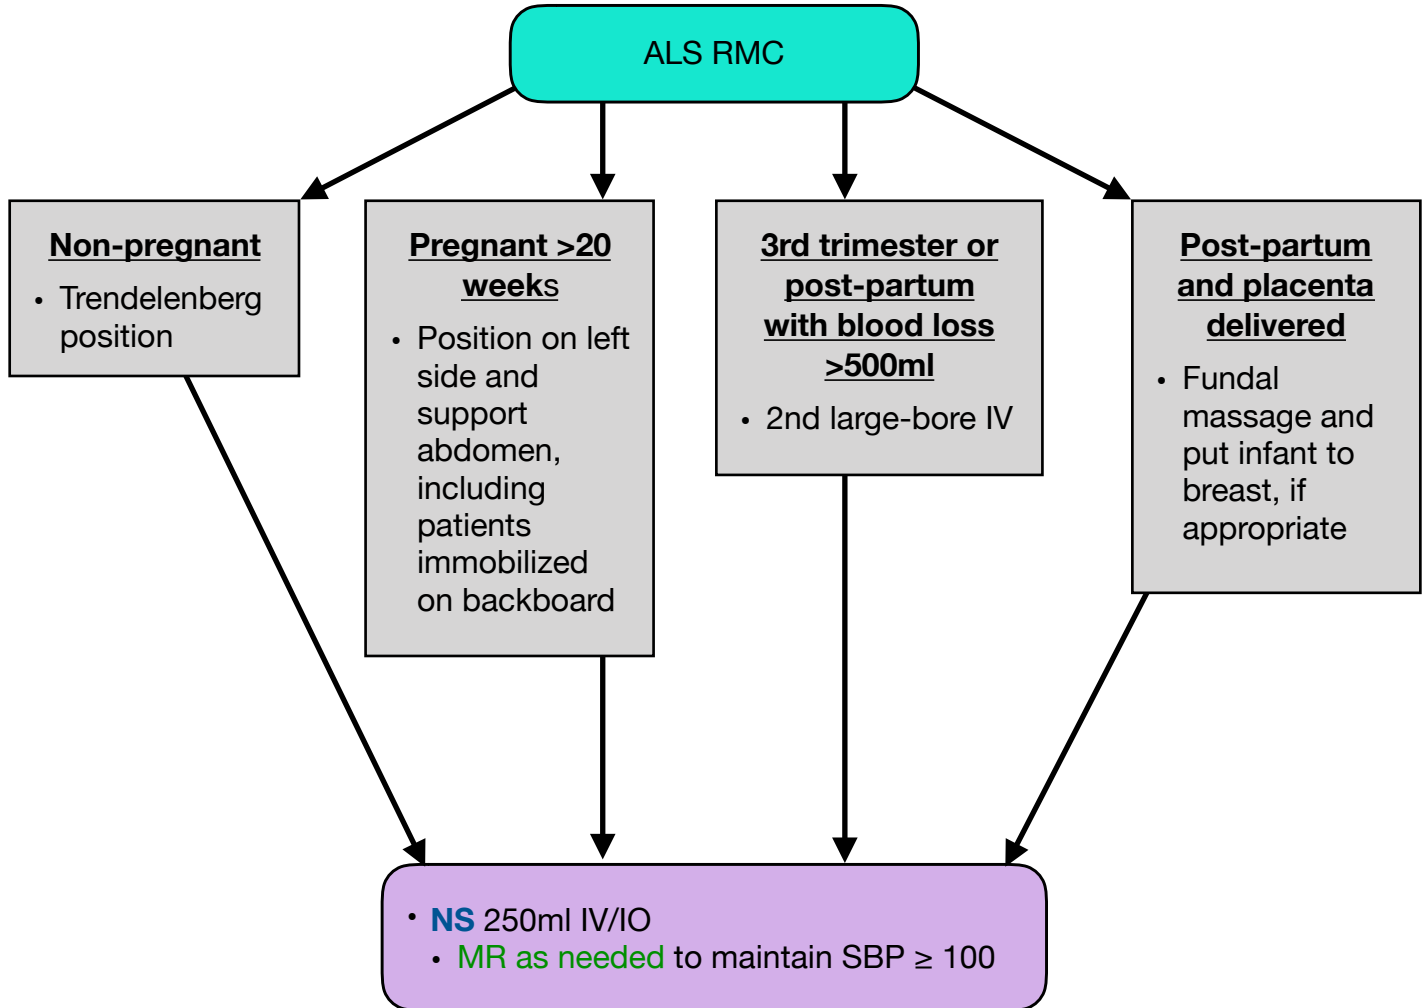 ALS RMC
Non-pregnant
• Trendelenberg
position
Pregnant >20
weeks
• Position on left
side and
support
abdomen,
including
patients
immobilized
on backboard
3rd trimester or
post-partum
with blood loss
>500ml
• 2nd large-bore IV
Post-partum
and placenta
delivered
• Fundal
massage and
put infant to
breast, if
appropriate
• NS 250ml IV/IO
• MR as needed to maintain SBP ≥ 100